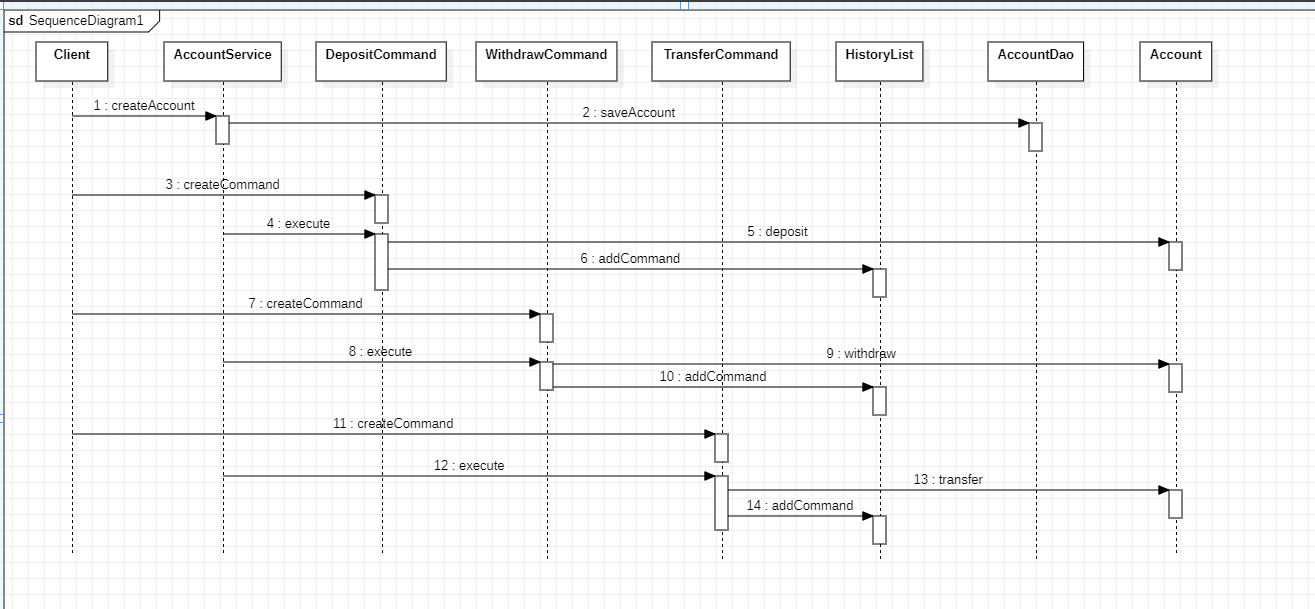 sd SequenceDiagram1
Client
AccountService
DepositCommand
WithdrawCommand
TransferCommand
HistoryList
AccountDao
Account
1 : createAccount
2 : saveAccount
3 : createCommand
4 : execute
5 : deposit
6 : addCommand
7 : createCommand
8 : execute
9 : withdraw
10 : addCommand
11 : createCommand
12 : execute
13 : transfer
14 : addCommand